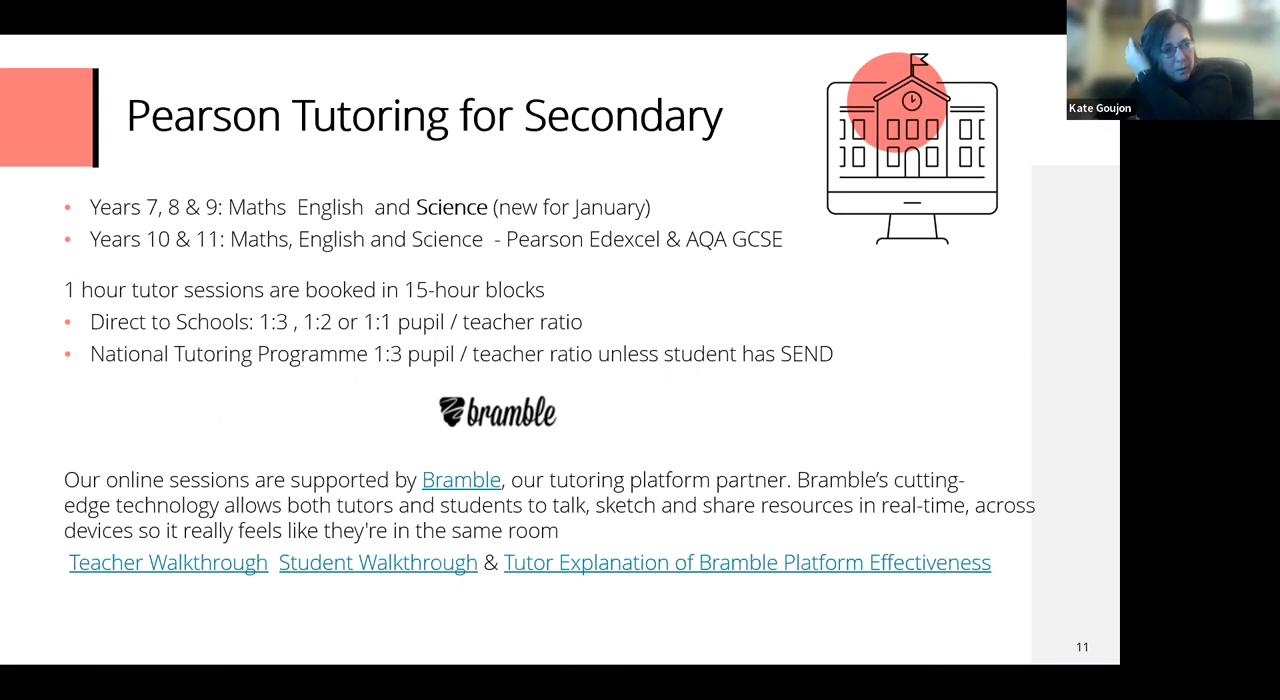 Kate Goujon
Pearson Tutoring for Secondary
• Years 7, 8 & 9: Maths English and Science (new for January)
• Years 10 & 11: Maths, English and Science - Pearson Edexcel & AQA GCSE
1 hour tutor sessions are booked in 15-hour blocks
• Direct to Schools: 1:3 , 1:2 or 1:1 pupil / teacher ratio
• National Tutoring Programme 1:3 pupil / teacher ratio unless student has SEND
bramble
Our online sessions are supported by Bramble, our tutoring platform partner. Bramble’s cutting-
edge technology allows both tutors and students to talk, sketch and share resources in real-time, across
devices so it really feels like they're in the same room
Teacher Walkthrough Student Walkthrough & Tutor Explanation of Bramble Platform Effectiveness
11